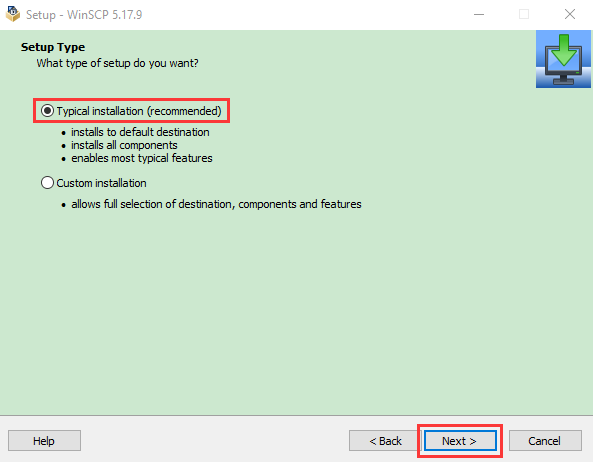 Setup - WinSCP 5.17.9
Setup Type
What type of setup do you want?
Typical installation (recommended)
• installs to default destination
• installs all components
• enables most typical features
Custom installation
• allows full selection of destination, components and features
Help
< Back
Next >
Cancel